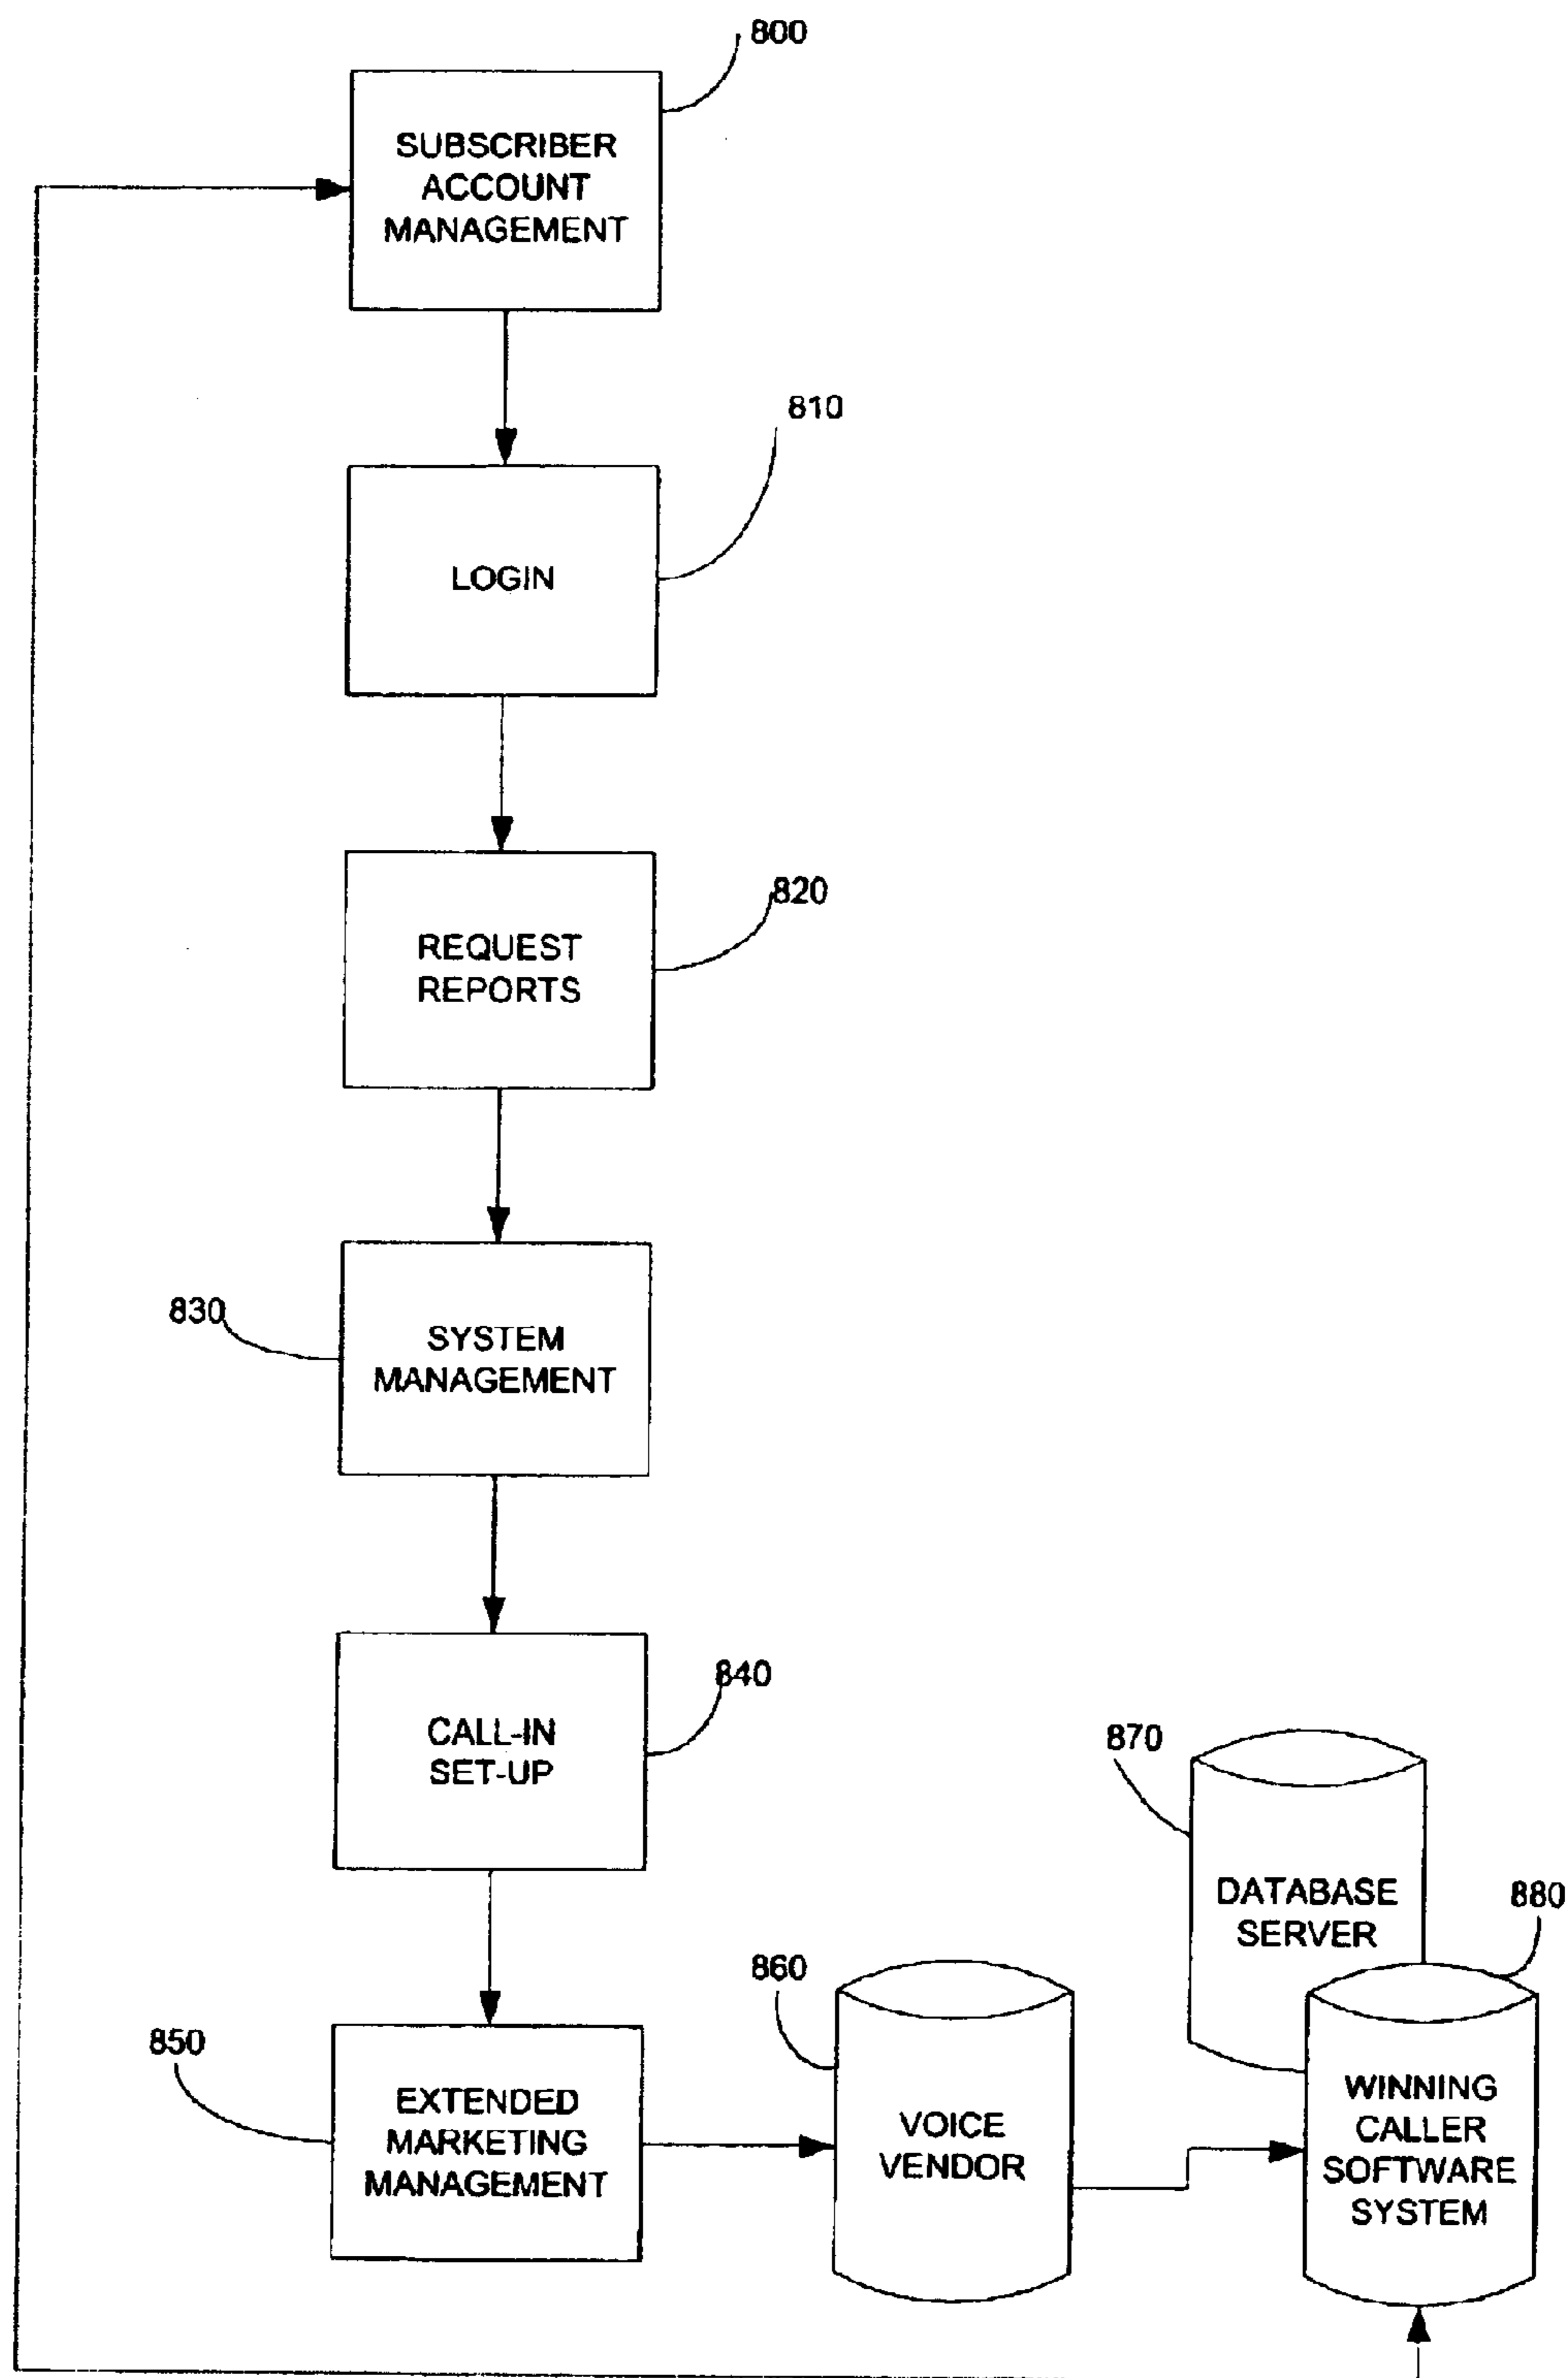 800
SUBSCRIBER
ACCOUNT
MANAGEMENT
810
LOGIN
820
REQUEST
REPORTS
830
SYSTEM
MANAGEMENT
840
CALL-IN
SET-UP
850
EXTENDED
MARKETING
MANAGEMENT
860
VOICE
VENDOR
870
DATABASE
SERVER
880
WINNING
CALLER
SOFTWARE
SYSTEM